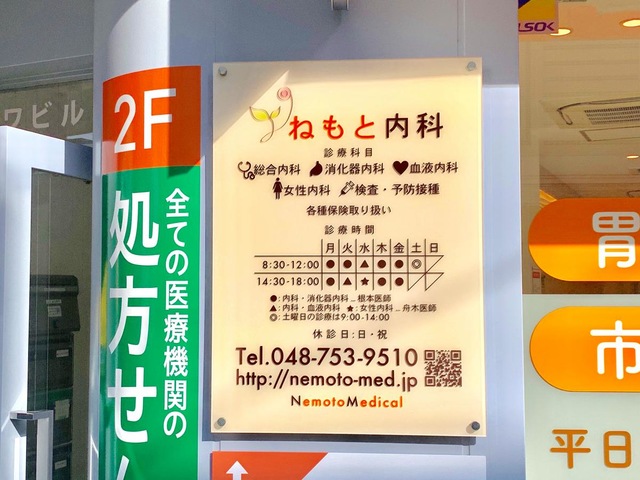 ワビル
2F
全ての医療機関の
処方せ
ねもと内科
診療科目
総合内科 消化器内科 血液内科
女性内科 検査・予防接種
各種保険取り扱い
診療時間
月 火 水 木 金 土 日
8:30-12:00 ● ● ▲ ● ● ◎
14:30-18:00 ● ▲ ★ ● ●
●:内科・消化器内科_根本医師
▲:内科・血液内科 ★:女性内科_舟木医師
◎:土曜日の診療は9:00-14:00
休診日:日・祝
Tel.048-753-9510
http://nemoto-med.jp
NemotoMedical
LSOK
胃
市
平日